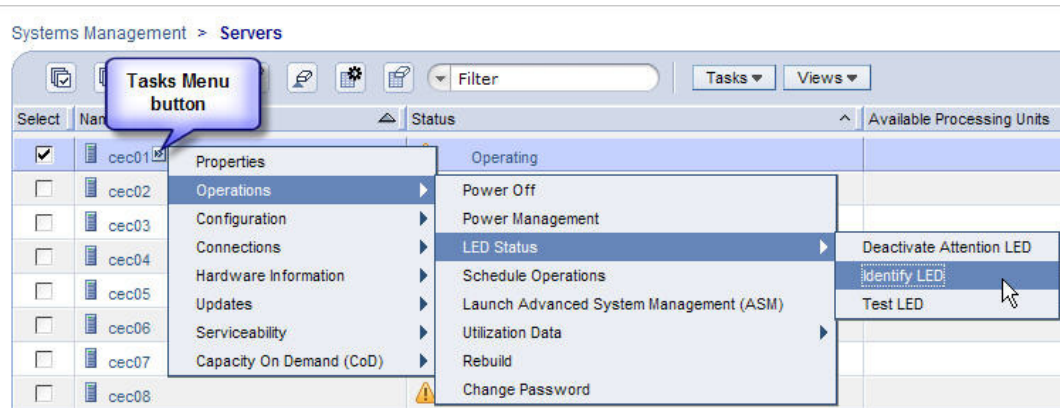 Systems Management > Servers
Tasks Menu button
Filter
Tasks
Views
Select
Status
Available Processing Units
cec01
Operating
cec02
cec03
cec04
cec05
cec06
cec07
cec08
Properties
Operations
Configuration
Connections
Hardware Information
Updates
Serviceability
Capacity On Demand (CoD)
Power Off
Power Management
LED Status
Schedule Operations
Launch Advanced System Management (ASM)
Utilization Data
Rebuild
Change Password
Deactivate Attention LED
Identify LED
Test LED